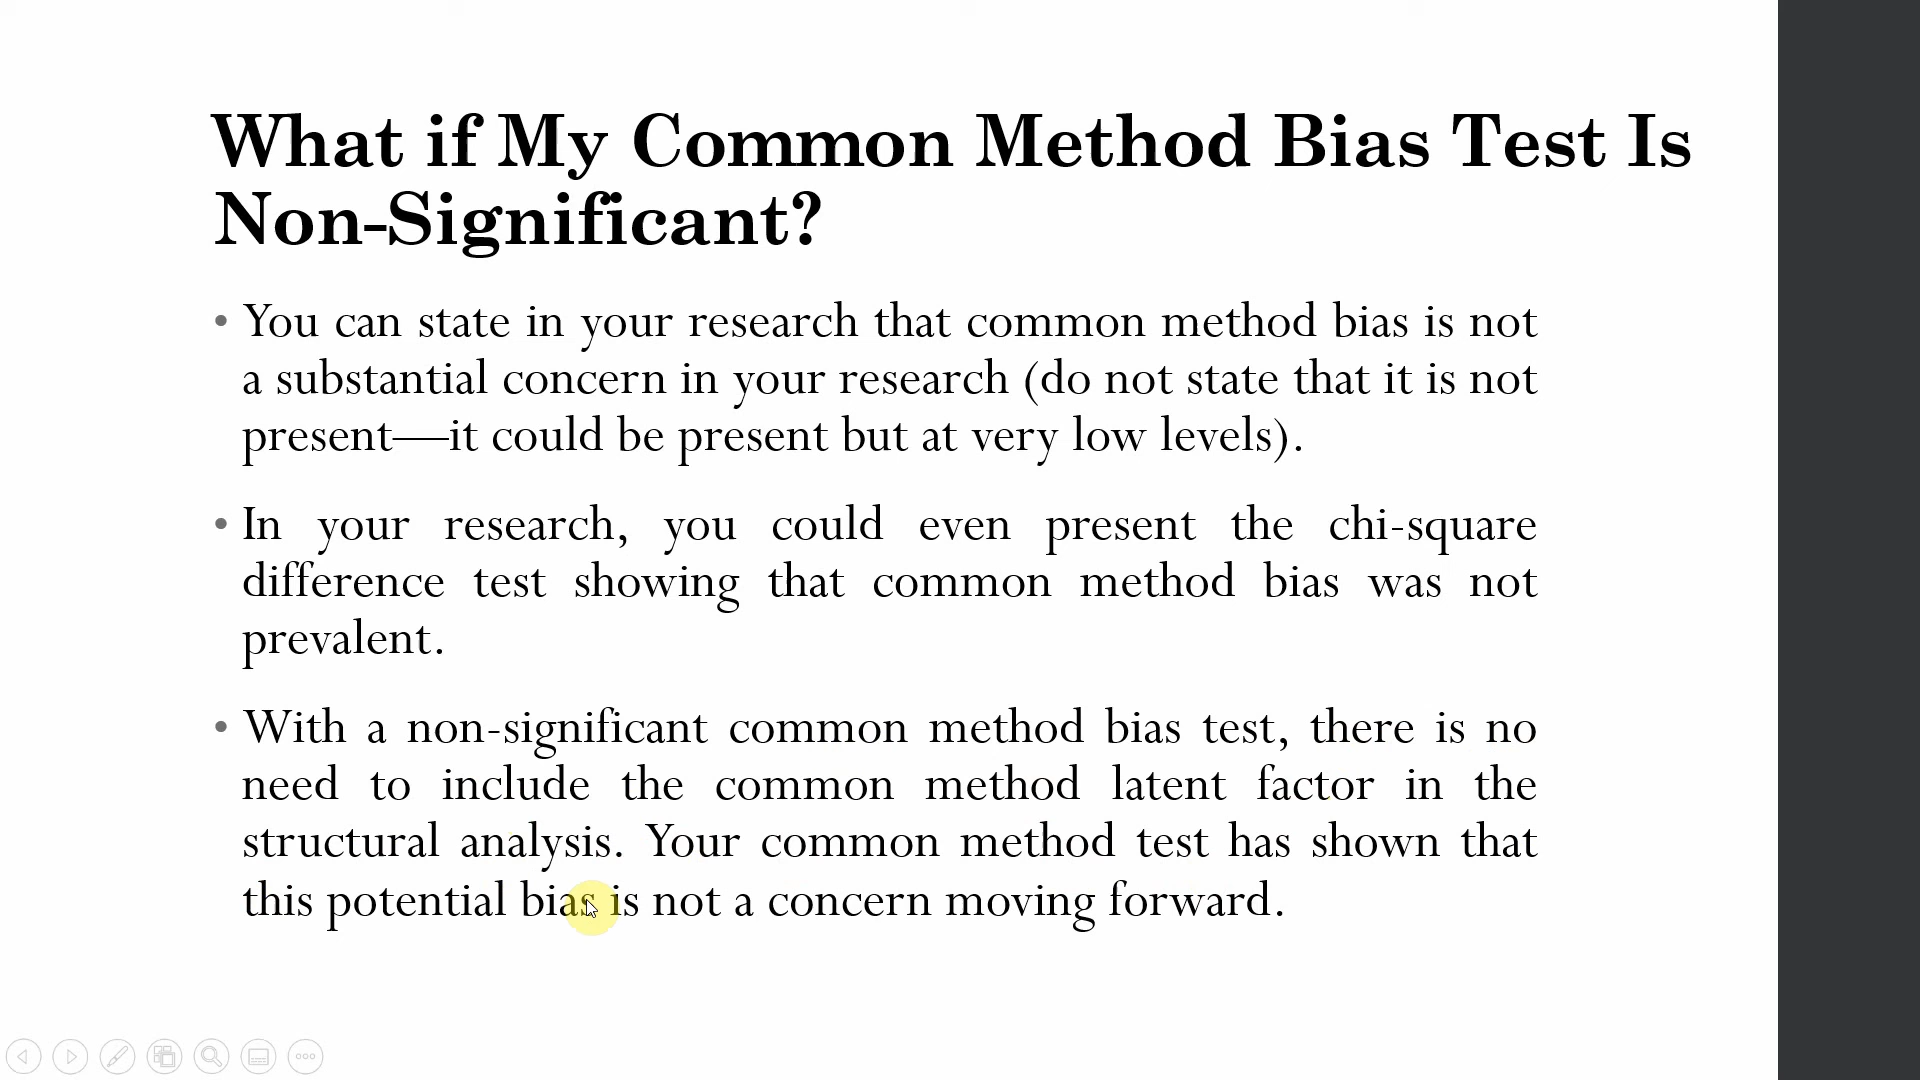 What if My Common Method Bias Test Is
Non-Significant?
• You can state in your research that common method bias is not
a substantial concern in your research (do not state that it is not
present—it could be present but at very low levels).
• In your research, you could even present the chi-square
difference test showing that common method bias was not
prevalent.
• With a non-significant common method bias test, there is no
need to include the common method latent factor in the
structural analysis. Your common method test has shown that
this potential bias is not a concern moving forward.